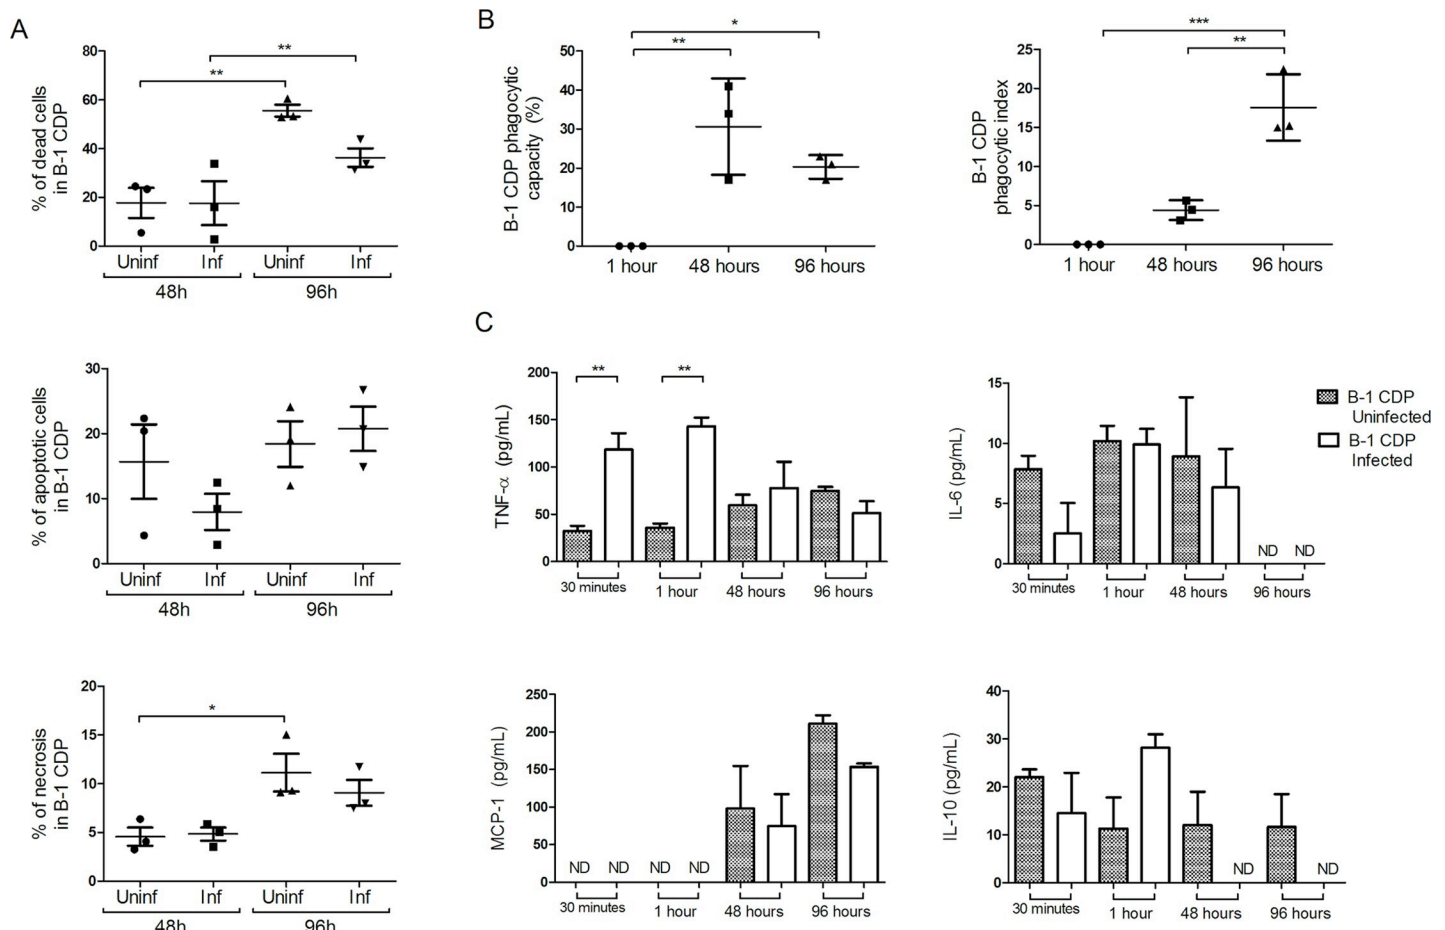 A
% of dead cells
in B-1 CDP
80
60
40
20
0
**
**
Uninf
Inf
Uninf
Inf
48h
96h
% of apoptotic cells
in B-1 CDP
30
20
10
0
Uninf
Inf
Uninf
Inf
48h
96h
% of necrosis
in B-1 CDP
20
15
10
5
0
*
Uninf
Inf
Uninf
Inf
48h
96h
B
B-1 CDP phagocytic
capacity (%)
50
40
30
20
10
0
*
**
1 hour
48 hours
96 hours
B-1 CDP
phagocytic index
25
20
15
10
5
0
***
**
1 hour
48 hours
96 hours
C
TNF-α (pg/mL)
200
150
100
50
0
**
**
30 minutes
1 hour
48 hours
96 hours
IL-6 (pg/mL)
15
10
5
0
ND
ND
30 minutes
1 hour
48 hours
96 hours
B-1 CDP
Uninfected
B-1 CDP
Infected
MCP-1 (pg/mL)
250
200
150
100
50
0
ND
ND
ND
ND
30 minutes
1 hour
48 hours
96 hours
IL-10 (pg/mL)
40
30
20
10
0
ND
ND
30 minutes
1 hour
48 hours
96 hours